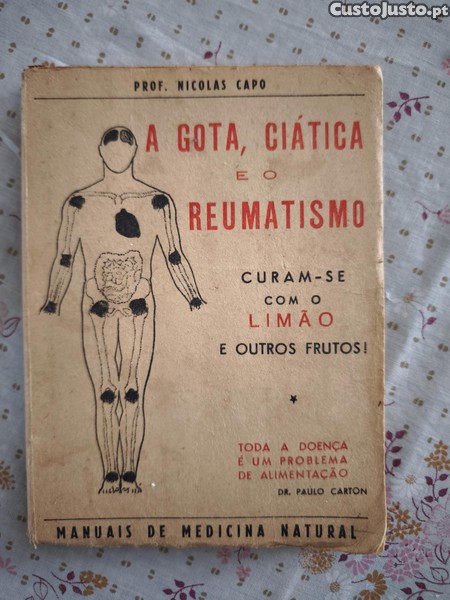 CustoJusto.pt
PROF. NICOLAS CAPO
A GOTA, CIÁTICA
E O
REUMATISMO
CURAM-SE
COM O
LIMÃO
E OUTROS FRUTOS!
*
TODA A DOENÇA
É UM PROBLEMA
DE ALIMENTAÇÃO
DR. PAULO CARTON
MANUAIS DE MEDICINA NATURAL